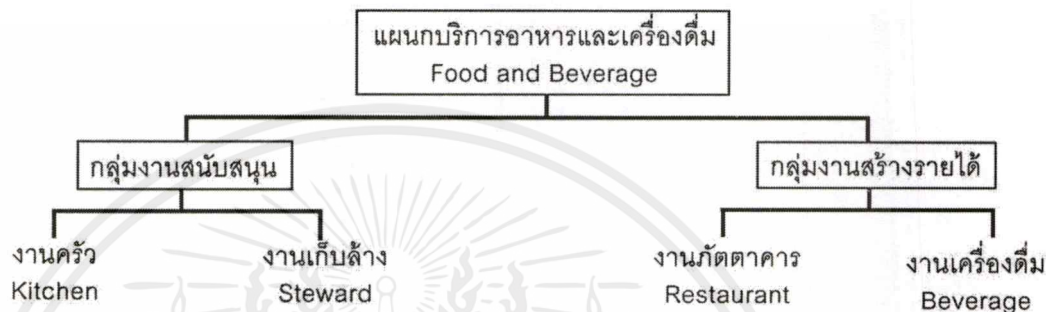 แผนกบริการอาหารและเครื่องดื่ม
Food and Beverage
กลุ่มงานสนับสนุน
กลุ่มงานสร้างรายได้
งานครัว
Kitchen
งานเก็บล้าง
Steward
งานภัตตาคาร
Restaurant
งานเครื่องดื่ม
Beverage